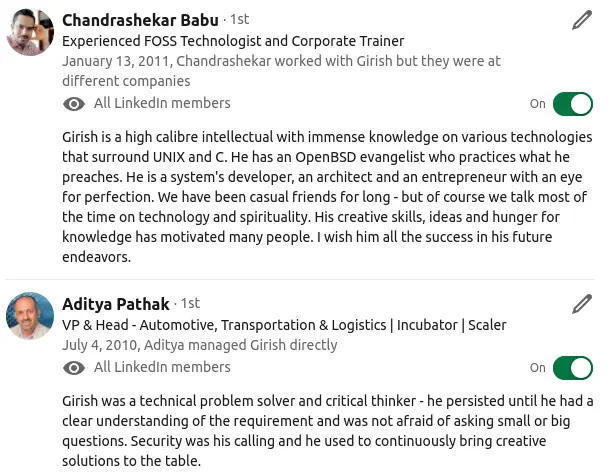 Chandrashekar Babu · 1st
Experienced FOSS Technologist and Corporate Trainer
January 13, 2011, Chandrashekar worked with Girish but they were at
different companies
All LinkedIn members
On
Girish is a high calibre intellectual with immense knowledge on various technologies
that surround UNIX and C. He has an OpenBSD evangelist who practices what he
preaches. He is a system's developer, an architect and an entrepreneur with an eye
for perfection. We have been casual friends for long - but of course we talk most of
the time on technology and spirituality. His creative skills, ideas and hunger for
knowledge has motivated many people. I wish him all the success in his future
endeavors.
Aditya Pathak · 1st
VP & Head - Automotive, Transportation & Logistics | Incubator | Scaler
July 4, 2010, Aditya managed Girish directly
All LinkedIn members
On
Girish was a technical problem solver and critical thinker - he persisted until he had a
clear understanding of the requirement and was not afraid of asking small or big
questions. Security was his calling and he used to continuously bring creative
solutions to the table.